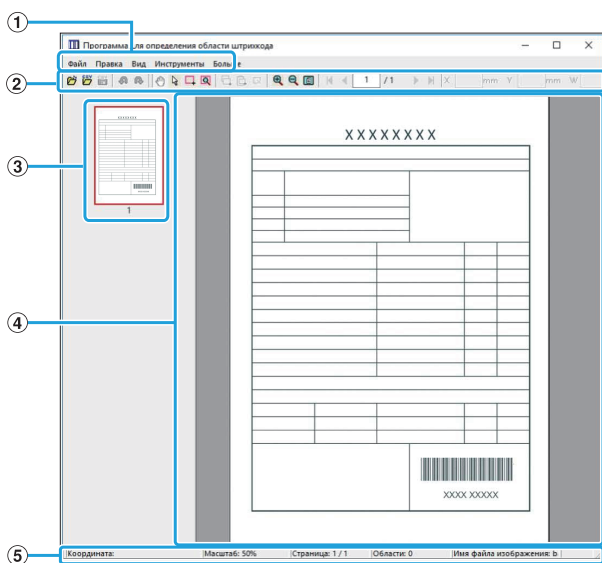 1
Программа для определения области штрихкода
Файл Правка Вид Инструменты Больше
2
1 / 1 X mm Y mm W
3
1
XXXXXXXX
4
XXXX XXXXX
5
Координата: Масштаб: 50% Страница: 1 / 1 Области: 0 Имя файла изображения: b